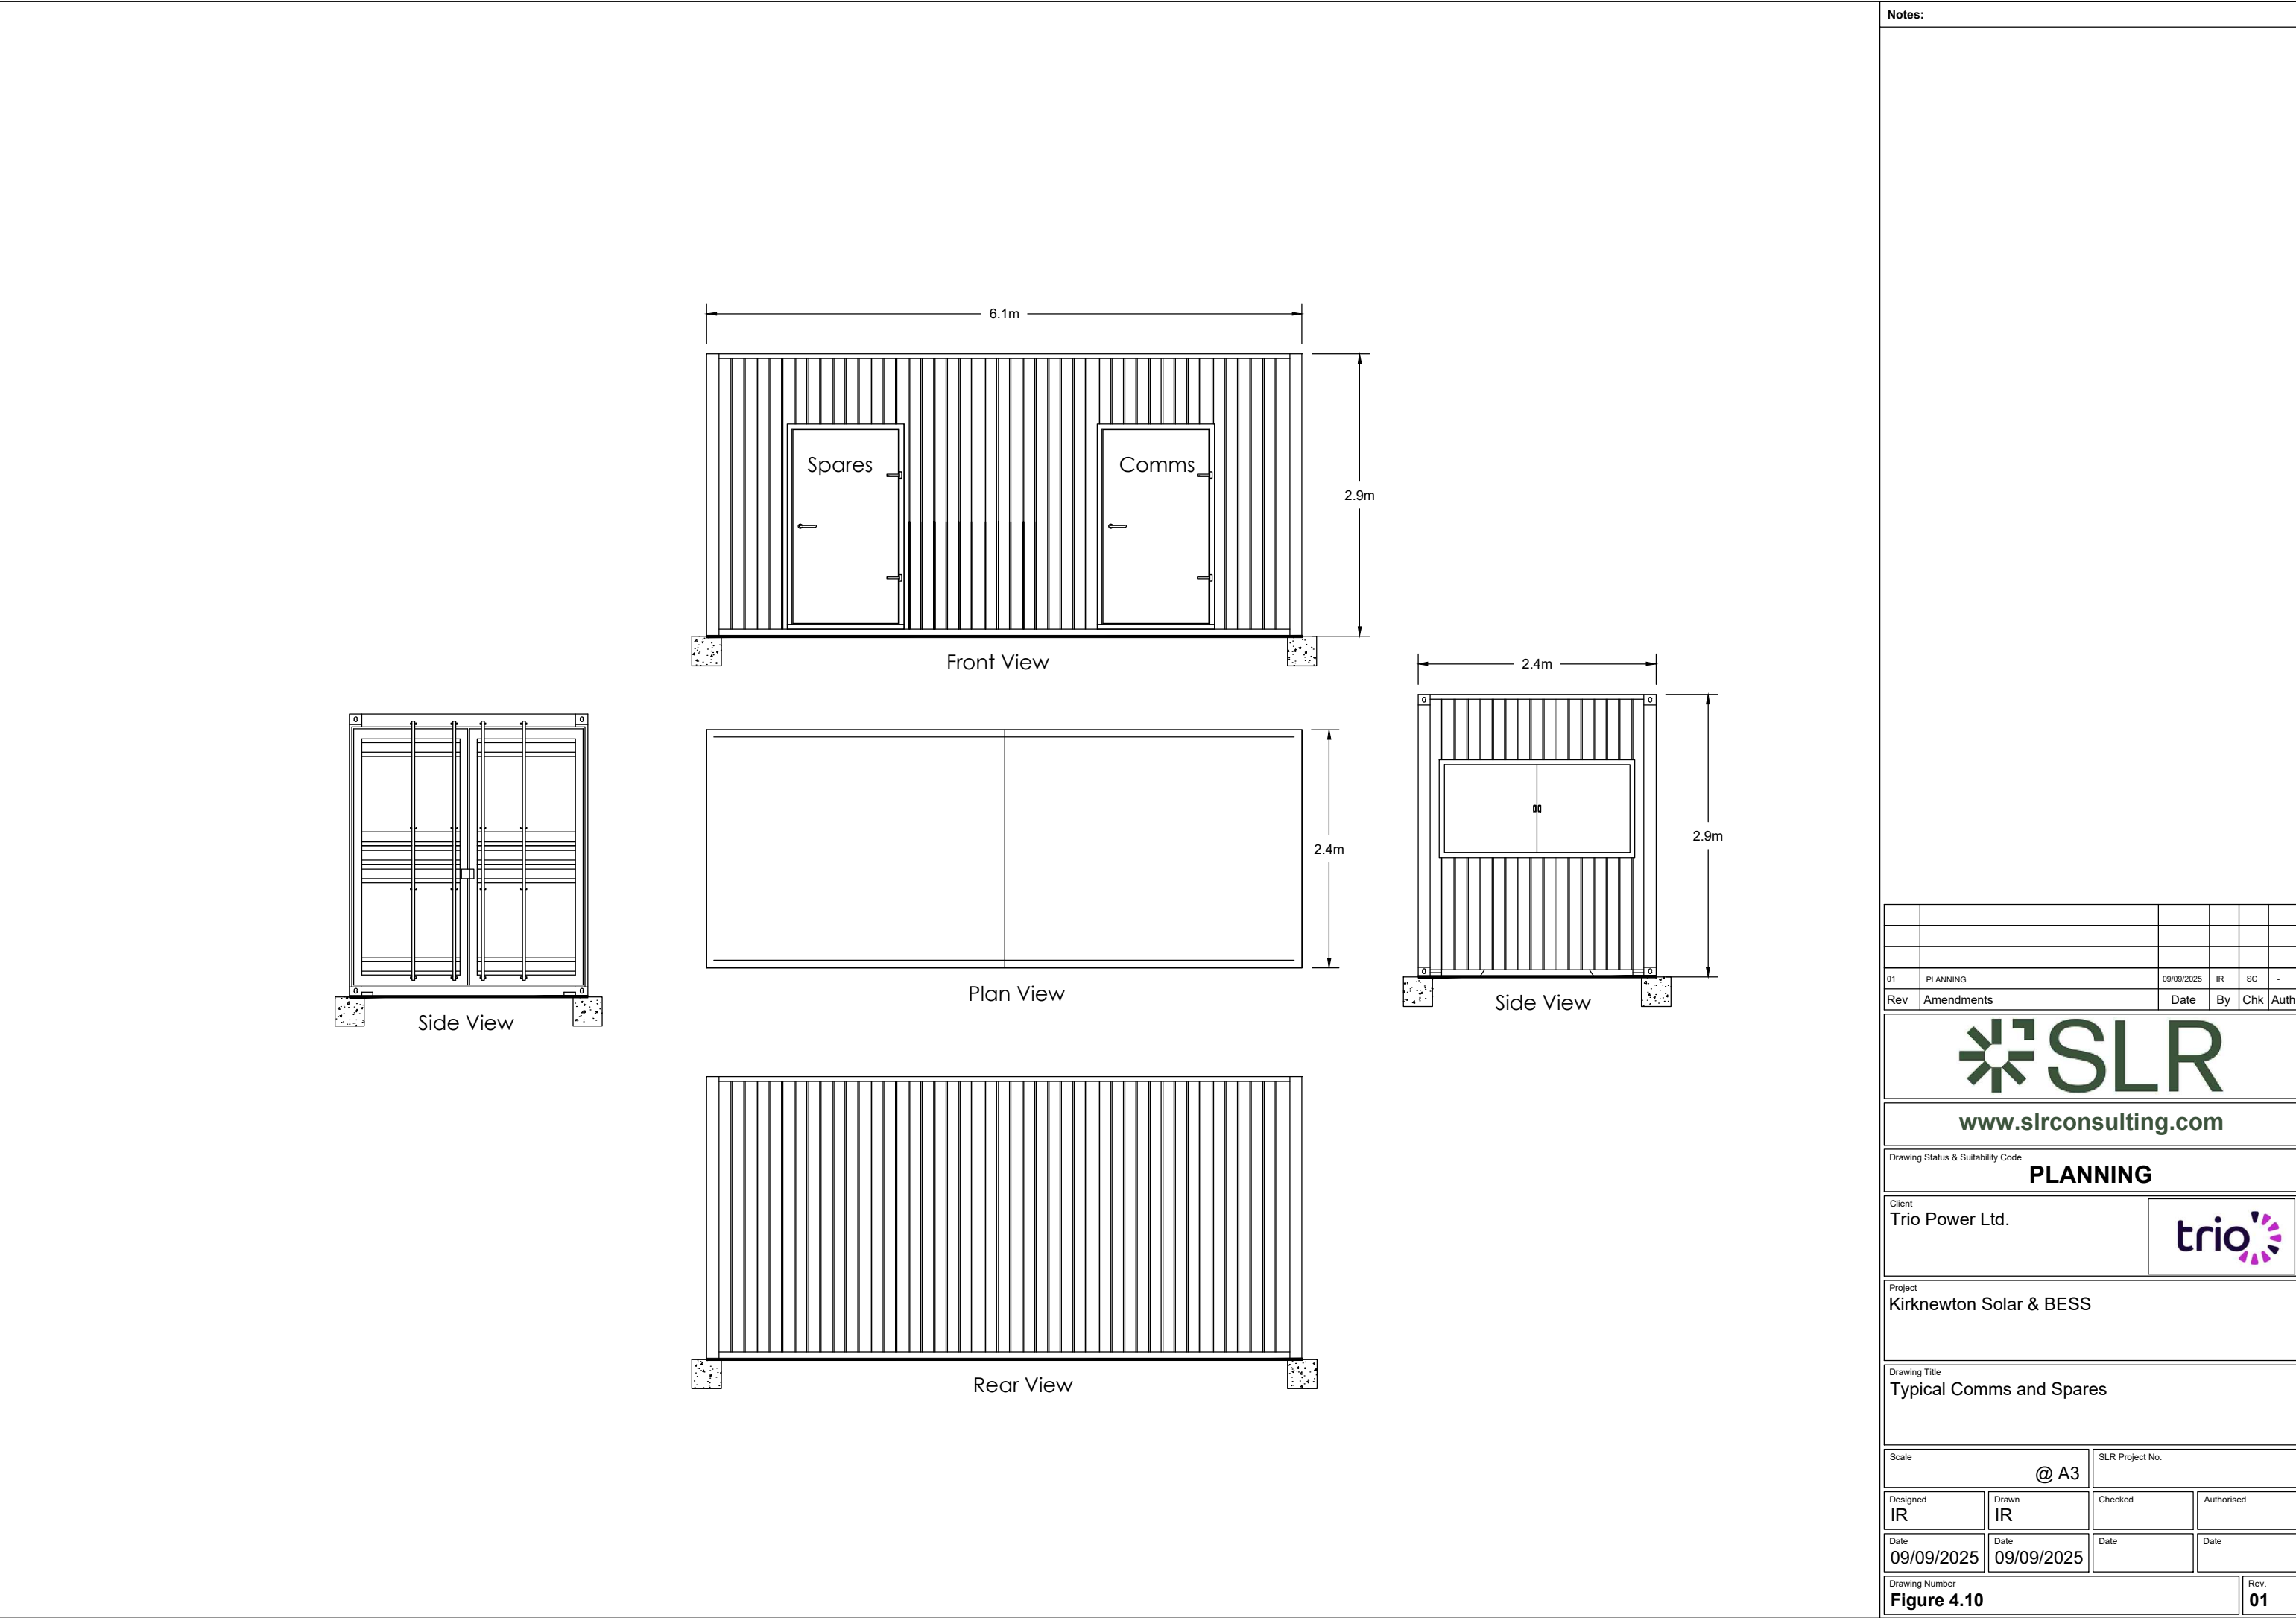 Notes:
6.1m
Spares
Comms
2.9m
Front View
2.4m
2.9m
Side View
2.4m
Plan View
Side View
Rear View
01 PLANNING 09/09/2025 IR SC -
Rev Amendments Date By Chk Auth
SLR
www.slrconsulting.com
Drawing Status & Suitability Code
PLANNING
Client
Trio Power Ltd.
trio
Project
Kirknewton Solar & BESS
Drawing Title
Typical Comms and Spares
Scale
@ A3
SLR Project No.
Designed
IR
Drawn
IR
Checked
Authorised
Date
09/09/2025
Date
09/09/2025
Date
Date
Drawing Number
Figure 4.10
Rev.
01